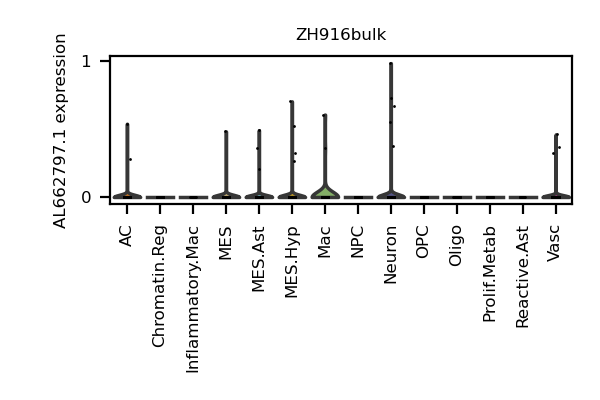 ZH916bulk
AL662797.1 expression
1
0
AC
Chromatin.Reg
Inflammatory.Mac
MES
MES.Ast
MES.Hyp
Mac
NPC
Neuron
OPC
Oligo
Prolif.Metab
Reactive.Ast
Vasc